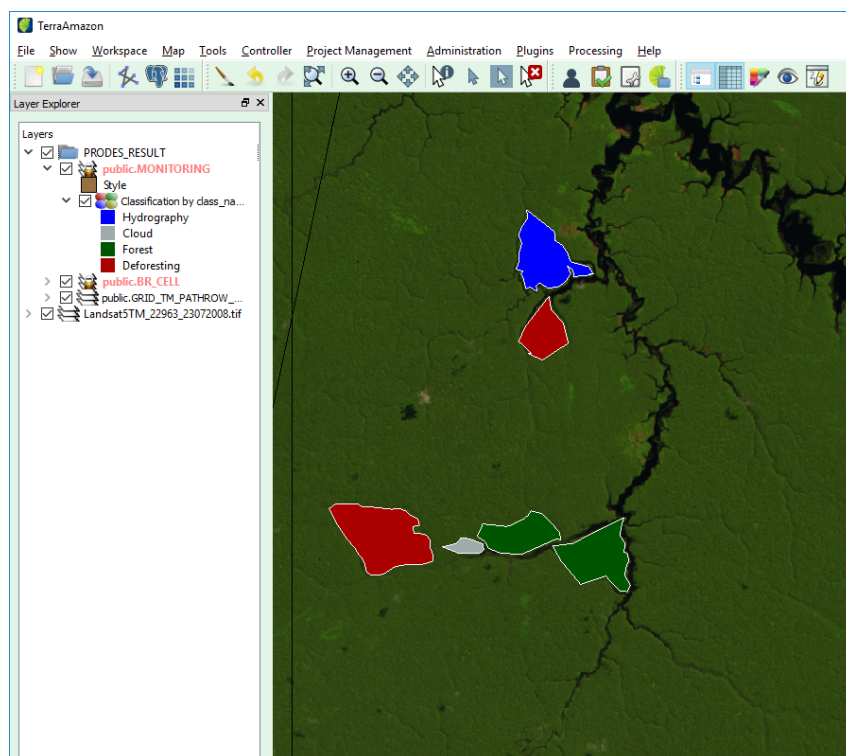 TerraAmazon
File Show Workspace Map Tools Controller Project Management Administration Plugins Processing Help
Layer Explorer
Layers
PRODES_RESULT
public.MONITORING
Style
Classification by class_na...
Hydrography
Cloud
Forest
Deforesting
public.BR_CELL
public.GRID_TM_PATHROW_...
Landsat5TM_22963_23072008.tif